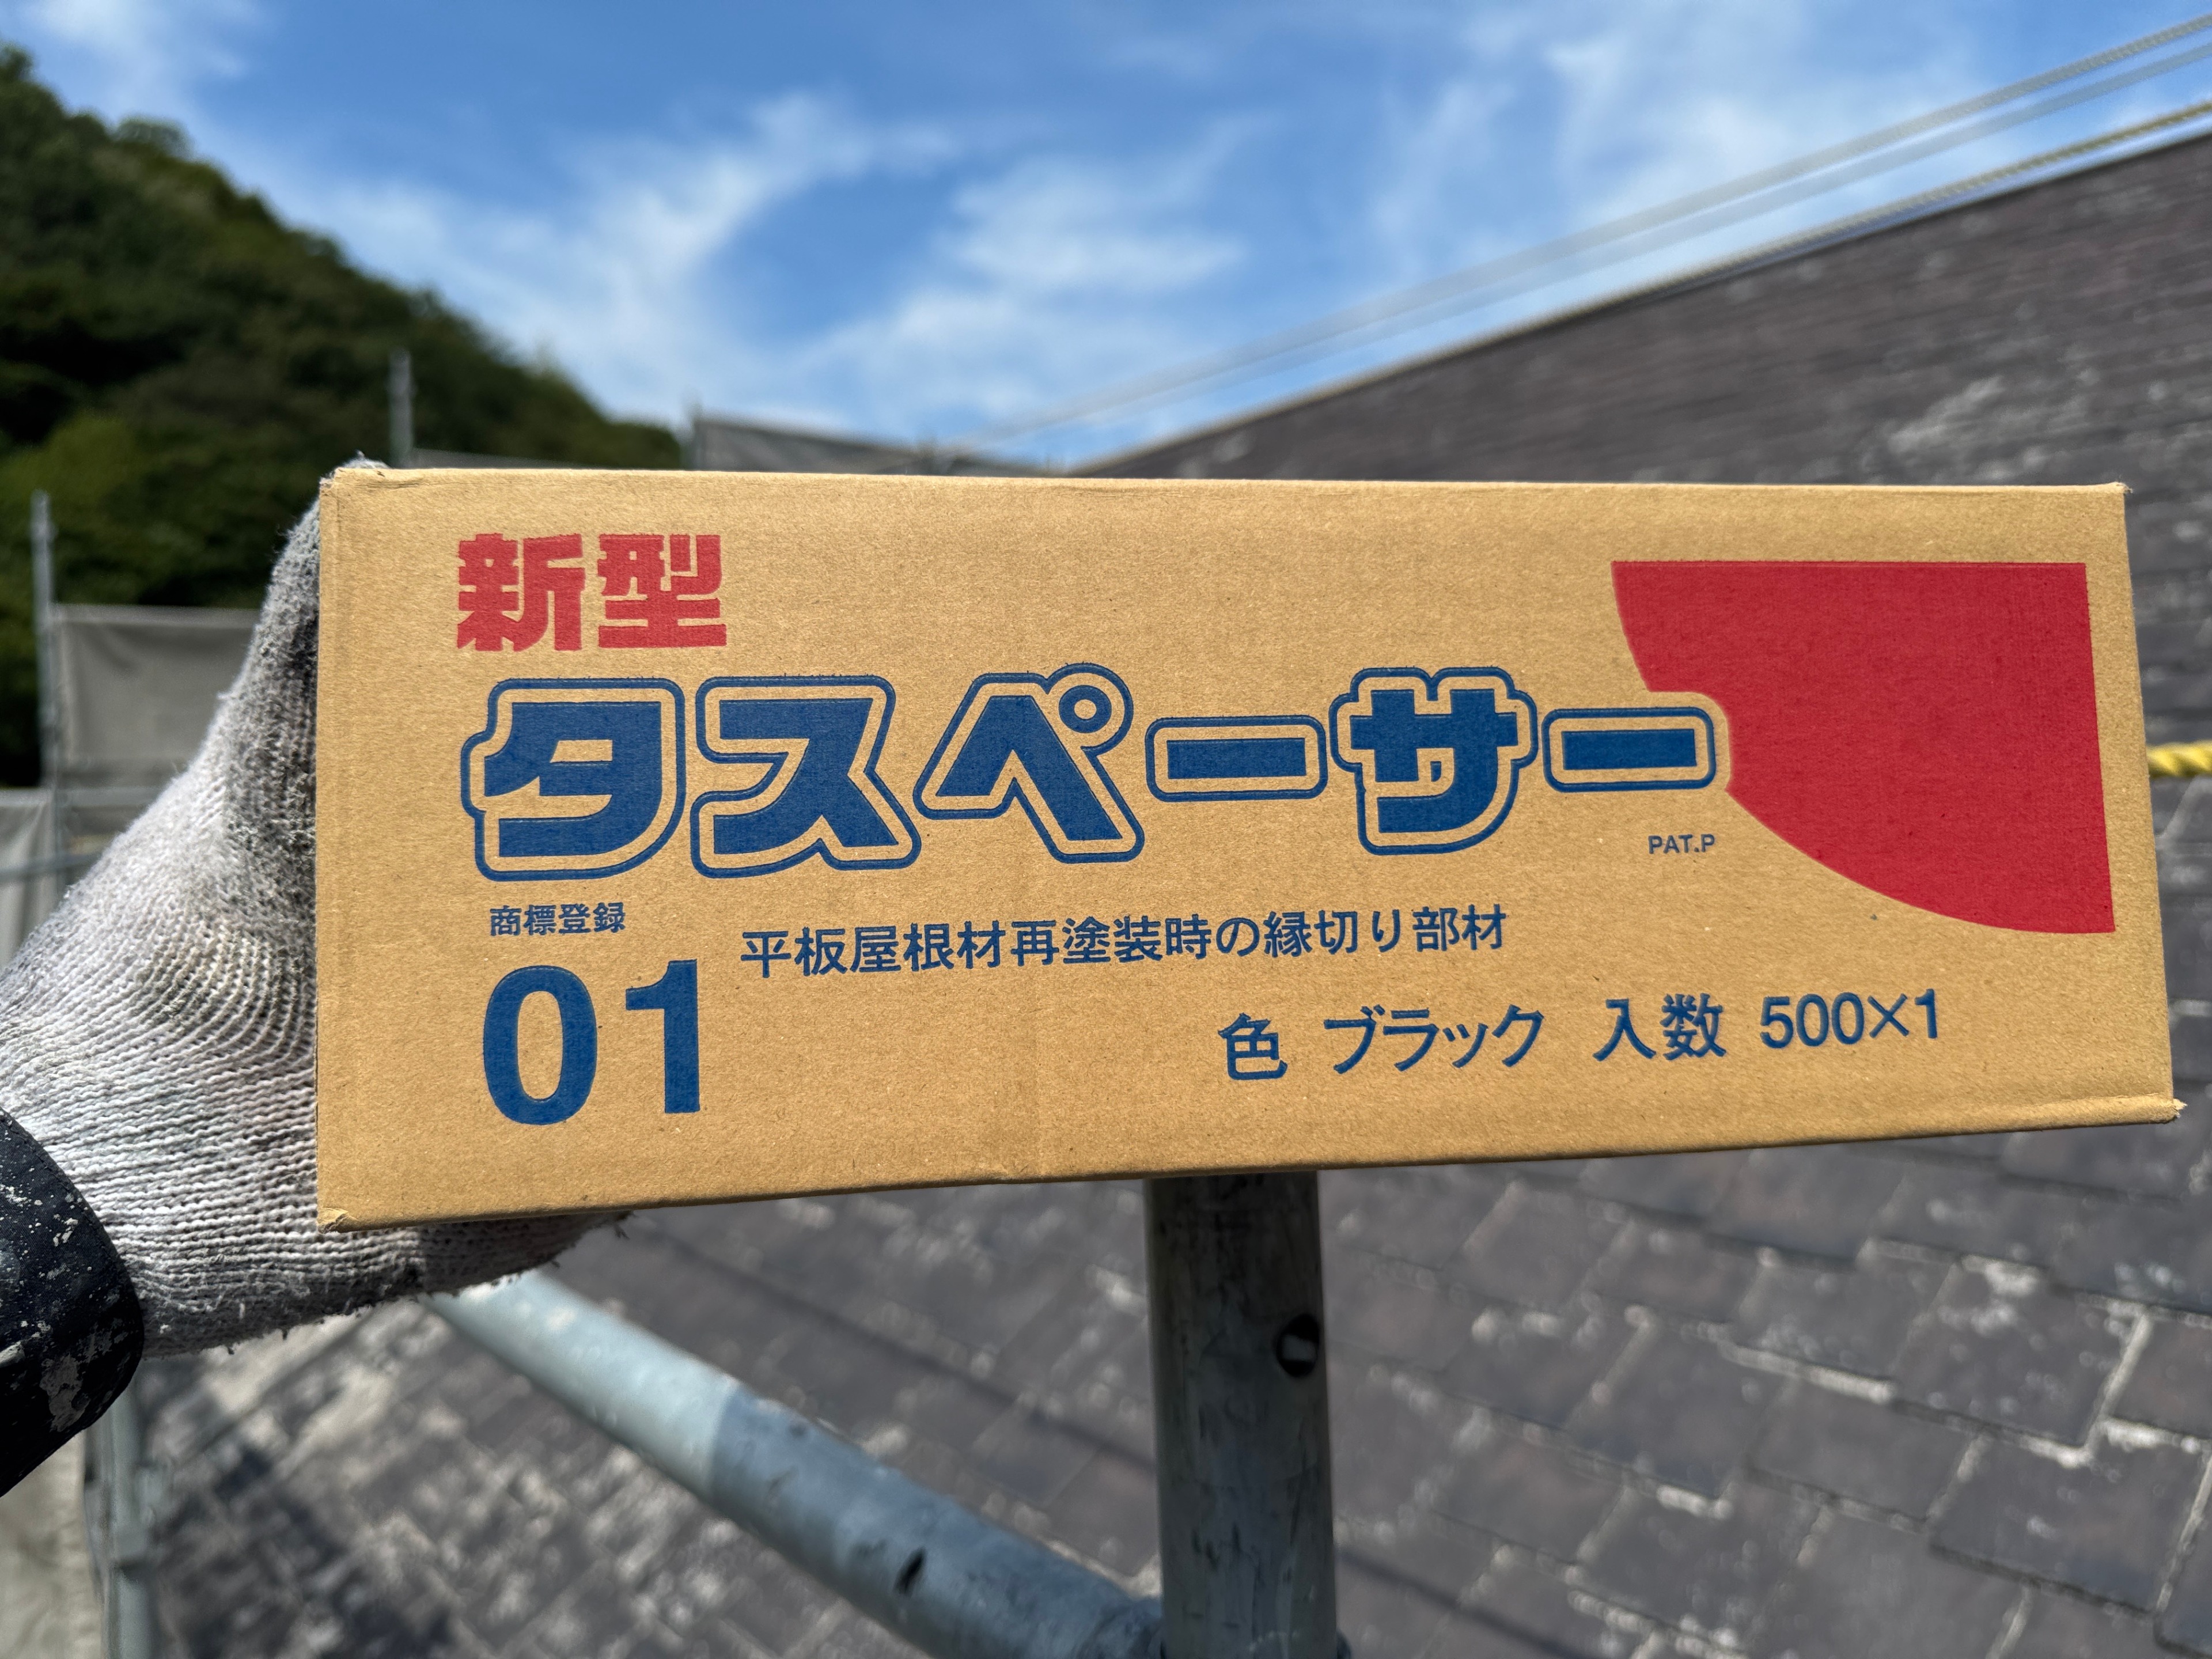 新型
タスペーサー
PAT.P
商標登録
平板屋根材再塗装時の縁切り部材
01
色 ブラック 入数 500×1